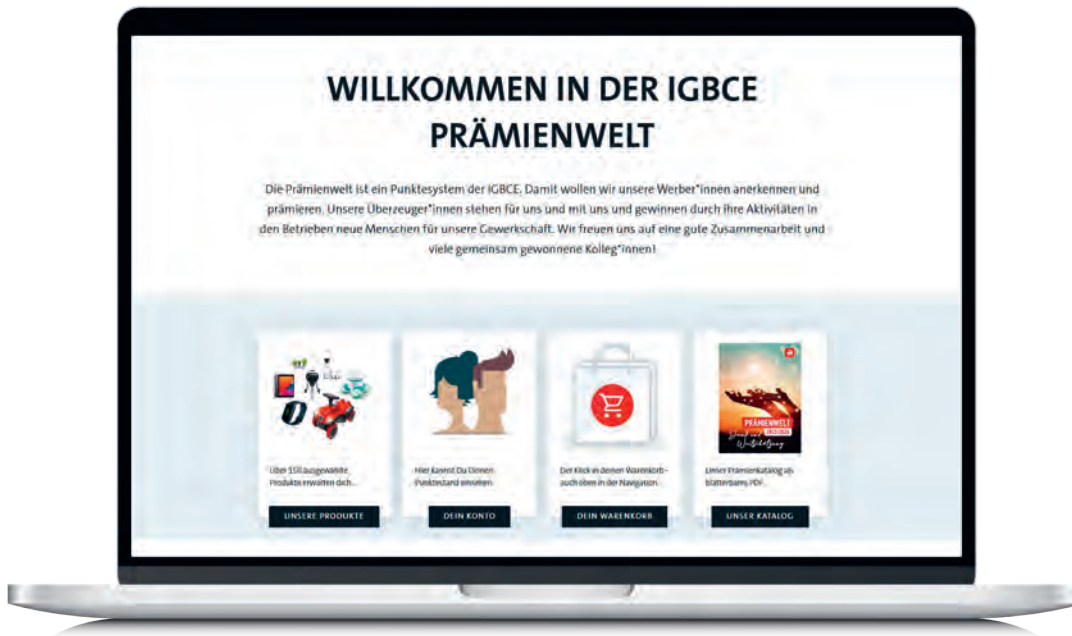 WILLKOMMEN IN DER IGBCE
PRÄMIENWELT
Die Prämienwelt ist ein Punktesystem der IGBCE. Damit wollen wir unsere Werber*innen anerkennen und
prämieren. Unsere Überzeuger*innen stehen für uns und mit uns und gewinnen durch ihre Aktivitäten in
den Betrieben neue Menschen für unsere Gewerkschaft. Wir freuen uns auf eine gute Zusammenarbeit und
viele gemeinsam gewonnene Kolleg*innen!
Über 150 ausgewählte
Produkte erwarten dich...
Hier kannst Du Deinen
Punktestand einsehen.
Der Klick in deinen Warenkorb -
auch oben in der Navigation.
PRÄMIENWELT
Dank und
Wertschätzung
Unser Prämienkatalog als
blätterbares PDF.
UNSERE PRODUKTE
DEIN KONTO
DEIN WARENKORB
UNSER KATALOG